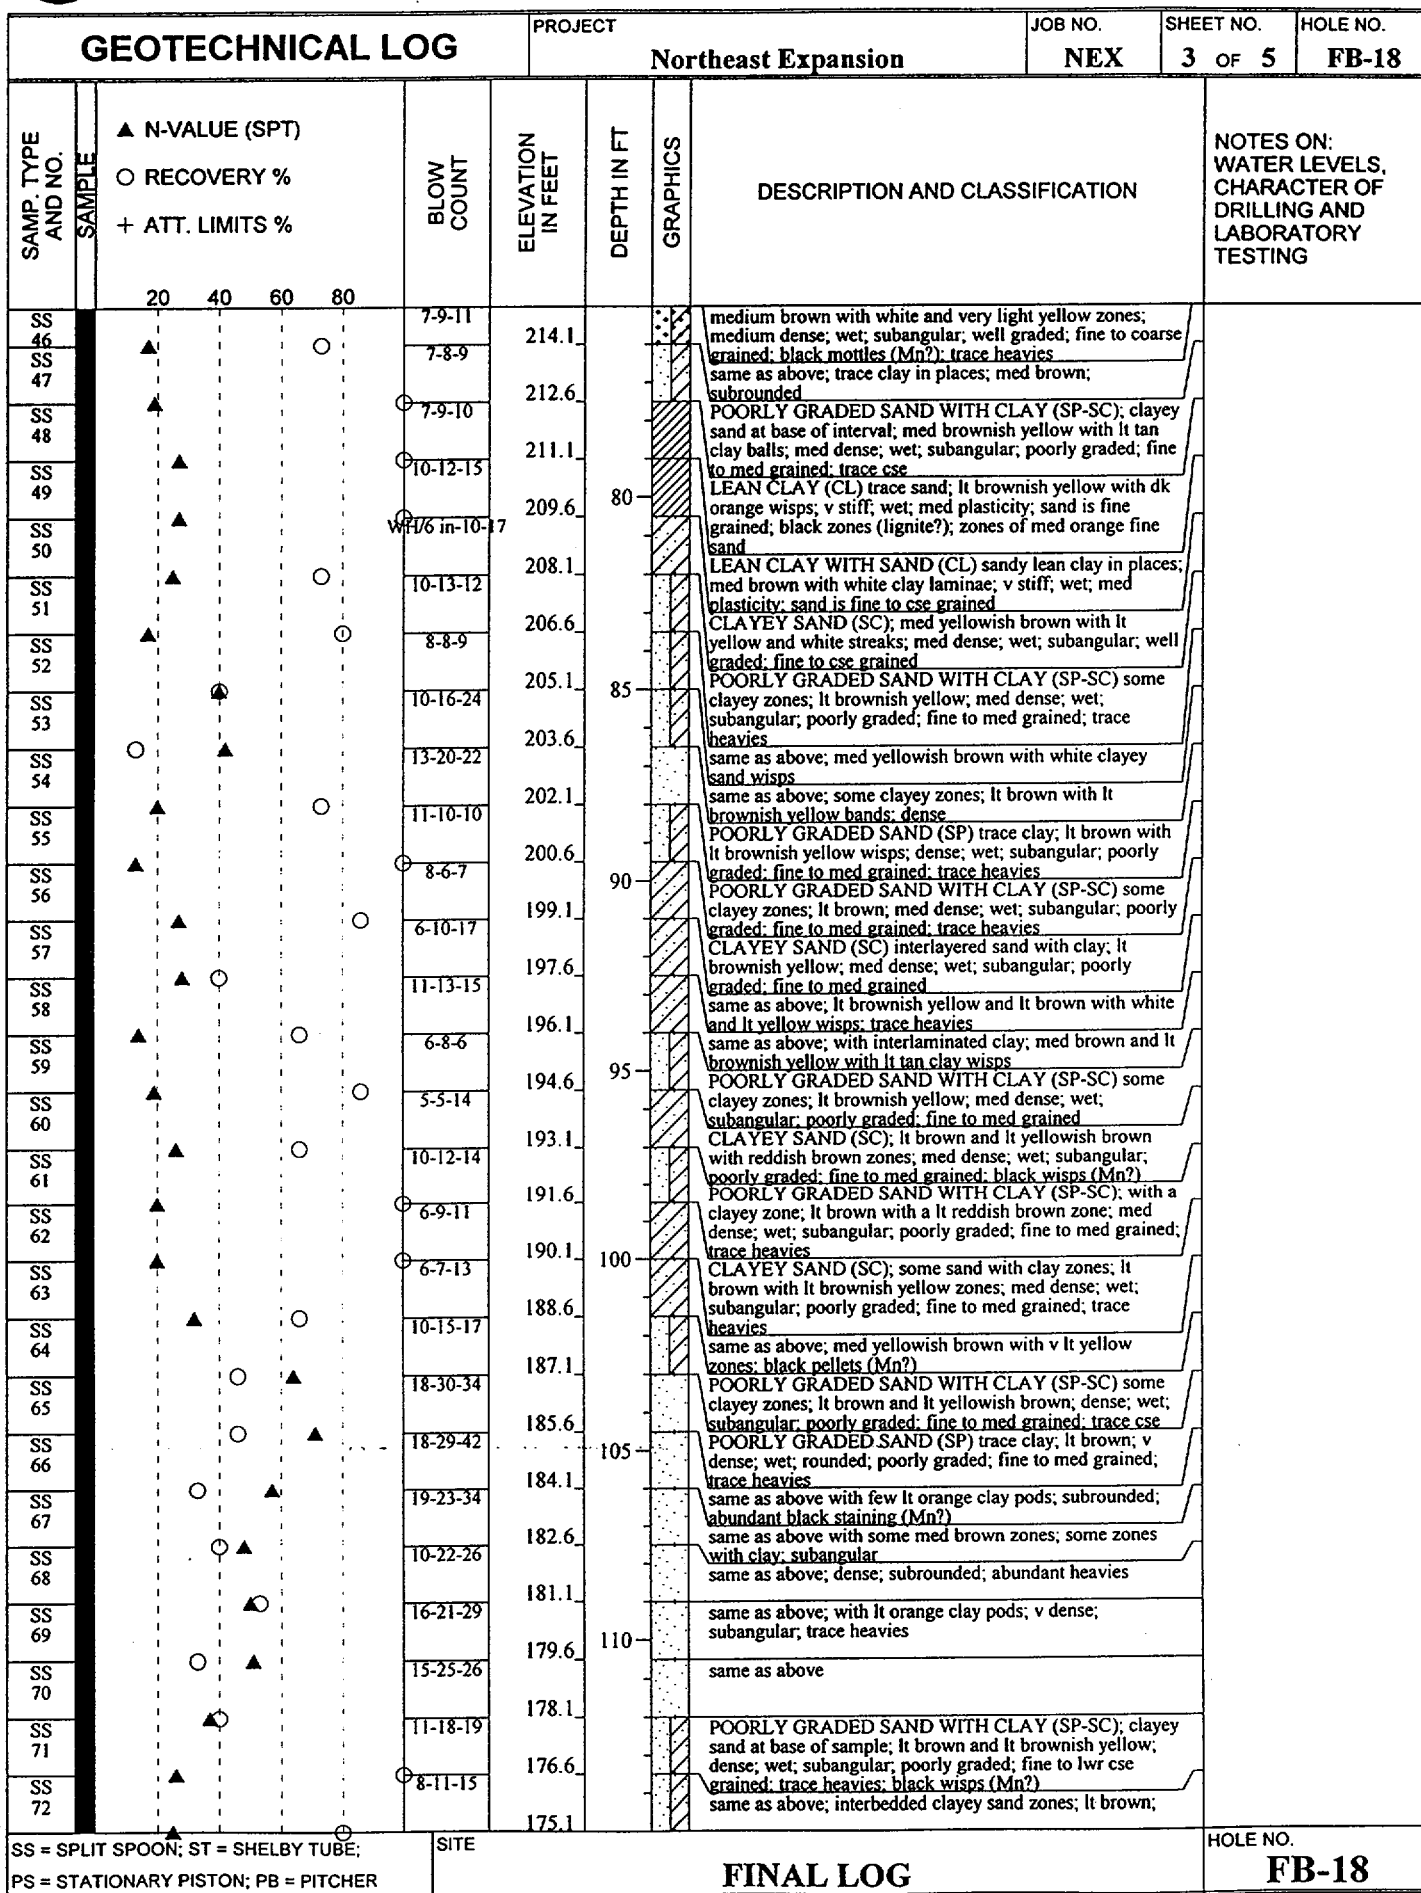 GEOTECHNICAL LOG
PROJECT
Northeast Expansion
JOB NO.
NEX
SHEET NO.
3 OF 5
HOLE NO.
FB-18
SAMP. TYPE
AND NO.
SAMPLE
▲ N-VALUE (SPT)
○ RECOVERY %
+ ATT. LIMITS %
20 40 60 80
BLOW
COUNT
ELEVATION
IN FEET
DEPTH IN FT
GRAPHICS
DESCRIPTION AND CLASSIFICATION
NOTES ON:
WATER LEVELS,
CHARACTER OF
DRILLING AND
LABORATORY
TESTING
SS
46
SS
47
SS
48
SS
49
SS
50
SS
51
SS
52
SS
53
SS
54
SS
55
SS
56
SS
57
SS
58
SS
59
SS
60
SS
61
SS
62
SS
63
SS
64
SS
65
SS
66
SS
67
SS
68
SS
69
SS
70
SS
71
SS
72
7-9-11
7-8-9
7-9-10
10-12-15
WH/6 in-10-17
10-13-12
8-8-9
10-16-24
13-20-22
11-10-10
8-6-7
6-10-17
11-13-15
6-8-6
5-5-14
10-12-14
6-9-11
6-7-13
10-15-17
18-30-34
18-29-42
19-23-34
10-22-26
16-21-29
15-25-26
11-18-19
8-11-15
214.1
212.6
211.1
209.6
208.1
206.6
205.1
203.6
202.1
200.6
199.1
197.6
196.1
194.6
193.1
191.6
190.1
188.6
187.1
185.6
184.1
182.6
181.1
179.6
178.1
176.6
175.1
80
85
90
95
100
105
110
medium brown with white and very light yellow zones;
medium dense; wet; subangular; well graded; fine to coarse
grained; black mottles (Mn?); trace heavies
same as above; trace clay in places; med brown;
subrounded
POORLY GRADED SAND WITH CLAY (SP-SC); clayey
sand at base of interval; med brownish yellow with lt tan
clay balls; med dense; wet; subangular; poorly graded; fine
to med grained; trace cse
LEAN CLAY (CL) trace sand; lt brownish yellow with dk
orange wisps; v stiff; wet; med plasticity; sand is fine
grained; black zones (lignite?); zones of med orange fine
sand
LEAN CLAY WITH SAND (CL) sandy lean clay in places;
med brown with white clay laminae; v stiff; wet; med
plasticity; sand is fine to cse grained
CLAYEY SAND (SC); med yellowish brown with lt
yellow and white streaks; med dense; wet; subangular; well
graded; fine to cse grained
POORLY GRADED SAND WITH CLAY (SP-SC) some
clayey zones; lt brownish yellow; med dense; wet;
subangular; poorly graded; fine to med grained; trace
heavies
same as above; med yellowish brown with white clayey
sand wisps
same as above; some clayey zones; lt brown with lt
brownish yellow bands; dense
POORLY GRADED SAND (SP) trace clay; lt brown with
lt brownish yellow wisps; dense; wet; subangular; poorly
graded; fine to med grained; trace heavies
POORLY GRADED SAND WITH CLAY (SP-SC) some
clayey zones; lt brown; med dense; wet; subangular; poorly
graded; fine to med grained; trace heavies
CLAYEY SAND (SC) interlayered sand with clay; lt
brownish yellow; med dense; wet; subangular; poorly
graded; fine to med grained
same as above; lt brownish yellow and lt brown with white
and lt yellow wisps; trace heavies
same as above; with interlaminated clay; med brown and lt
brownish yellow with lt tan clay wisps
POORLY GRADED SAND WITH CLAY (SP-SC) some
clayey zones; lt brownish yellow; med dense; wet;
subangular; poorly graded; fine to med grained
CLAYEY SAND (SC); lt brown and lt yellowish brown
with reddish brown zones; med dense; wet; subangular;
poorly graded; fine to med grained; black wisps (Mn?)
POORLY GRADED SAND WITH CLAY (SP-SC); with a
clayey zone; lt brown with a lt reddish brown zone; med
dense; wet; subangular; poorly graded; fine to med grained;
trace heavies
CLAYEY SAND (SC); some sand with clay zones; lt
brown with lt brownish yellow zones; med dense; wet;
subangular; poorly graded; fine to med grained; trace
heavies
same as above; med yellowish brown with v lt yellow
zones; black pellets (Mn?)
POORLY GRADED SAND WITH CLAY (SP-SC) some
clayey zones; lt brown and lt yellowish brown; dense; wet;
subangular; poorly graded; fine to med grained; trace cse
POORLY GRADED SAND (SP) trace clay; lt brown; v
dense; wet; rounded; poorly graded; fine to med grained;
trace heavies
same as above with few lt orange clay pods; subrounded;
abundant black staining (Mn?)
same as above with some med brown zones; some zones
with clay; subangular
same as above; dense; subrounded; abundant heavies
same as above; with lt orange clay pods; v dense;
subangular; trace heavies
same as above
POORLY GRADED SAND WITH CLAY (SP-SC); clayey
sand at base of sample; lt brown and lt brownish yellow;
dense; wet; subangular; poorly graded; fine to lwr cse
grained; trace heavies; black wisps (Mn?)
same as above; interbedded clayey sand zones; lt brown;
SS = SPLIT SPOON; ST = SHELBY TUBE;
PS = STATIONARY PISTON; PB = PITCHER
SITE
FINAL LOG
HOLE NO.
FB-18